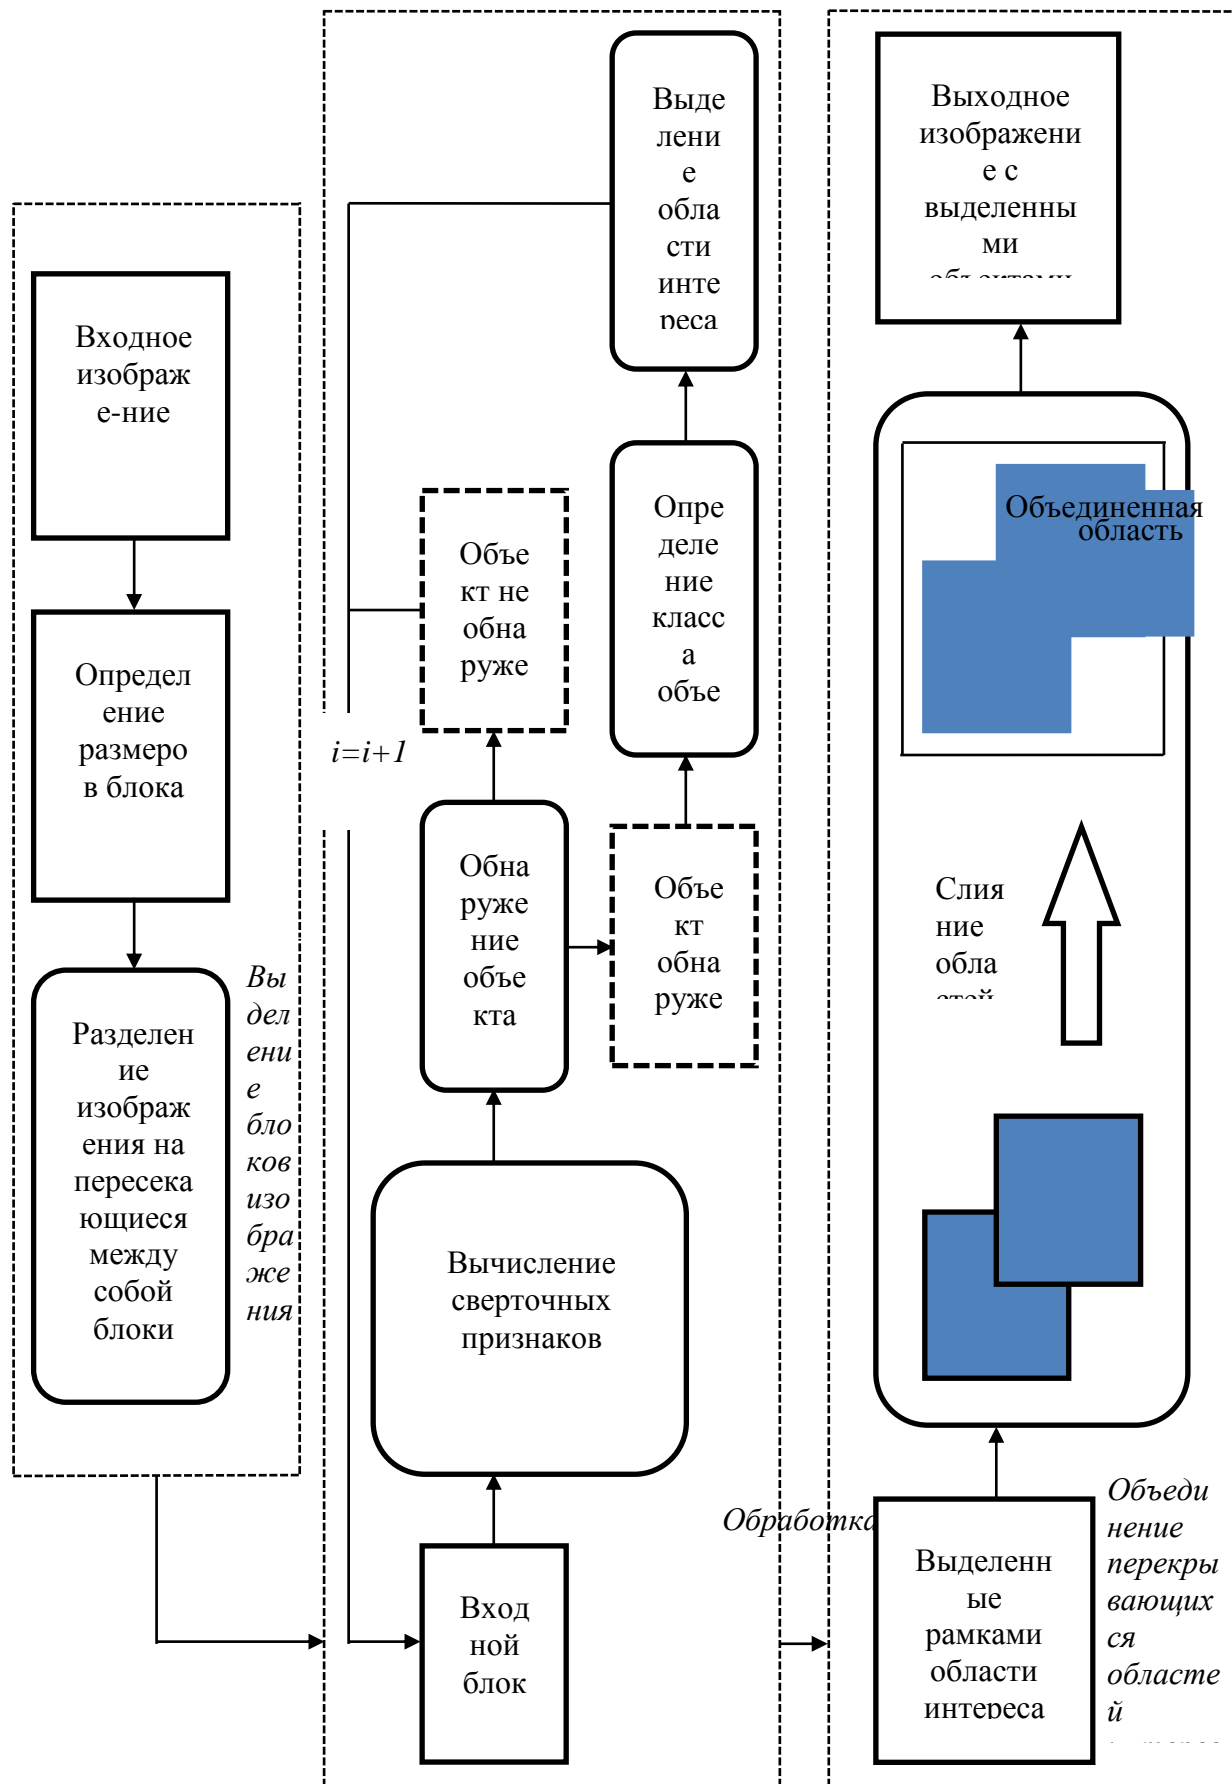 Входное
изображ
е-ние
Определ
ение
размеро
в блока
Разделен
ие
изображ
ения на
пересека
ющиеся
между
собой
блоки
Вы
дел
ени
е
бло
ков
изо
бра
же
ния
Выде
лени
е
обла
сти
инте
реса
Опре
деле
ние
класс
а
объе
Объе
кт не
обна
руже
i=i+1
Обна
руже
ние
объе
кта
Объе
кт
обна
руже
Вычисление
сверточных
признаков
Вход
ной
блок
Обработка
Выходное
изображени
е с
выделенны
ми
объектами
Объединенная
область
Слия
ние
обла
стей
Выделенн
ые
рамками
области
интереса
Объеди
нение
перекры
вающих
ся
областе
й